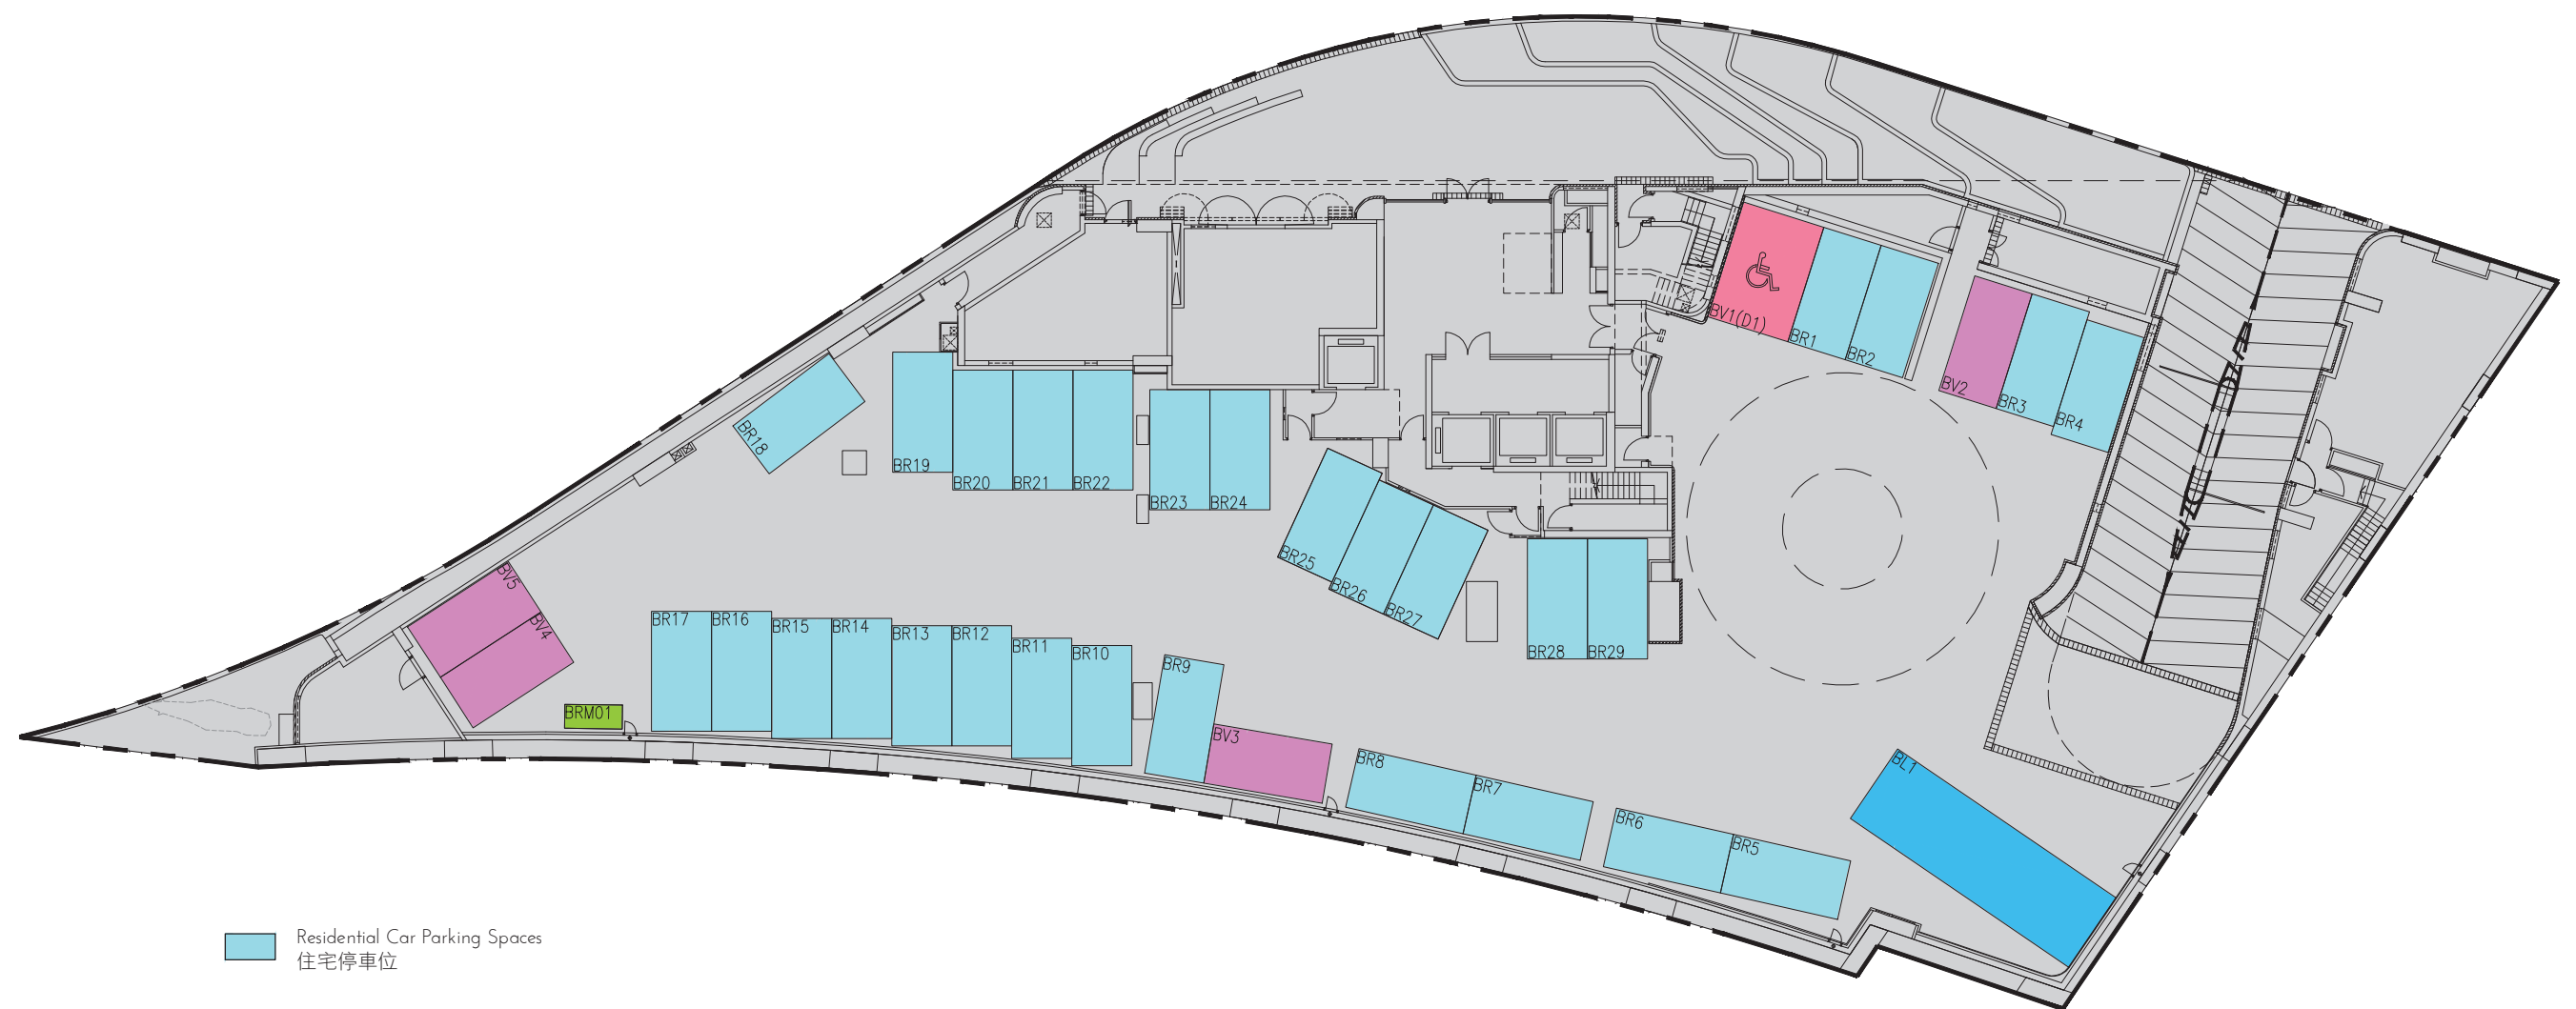 BV1(D1)
BR1
BR2
BV2
BR3
BR4
BR18
BR19
BR20
BR21
BR22
BR23
BR24
BR25
BR26
BR27
BR28
BR29
BV5
BV4
BRM01
BR17
BR16
BR15
BR14
BR13
BR12
BR11
BR10
BR9
BV3
BR8
BR7
BR6
BR5
BL1
Residential Car Parking Spaces
住宅停車位